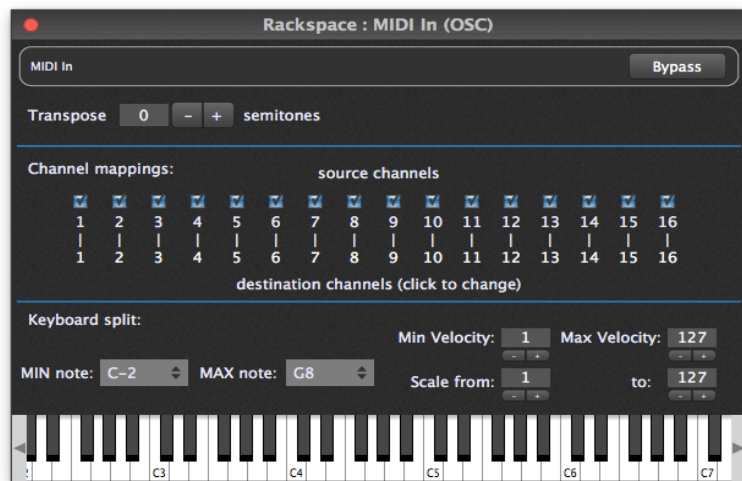 Rackspace : MIDI In (OSC)
MIDI In Bypass
Transpose 0 - + semitones
Channel mappings: source channels
1 2 3 4 5 6 7 8 9 10 11 12 13 14 15 16
| | | | | | | | | | | | | | | |
1 2 3 4 5 6 7 8 9 10 11 12 13 14 15 16
destination channels (click to change)
Keyboard split:
Min Velocity: 1 Max Velocity: 127
- + - +
MIN note: C-2 MAX note: G8
Scale from: 1 to: 127
- + - +
C3 C4 C5 C6 C7